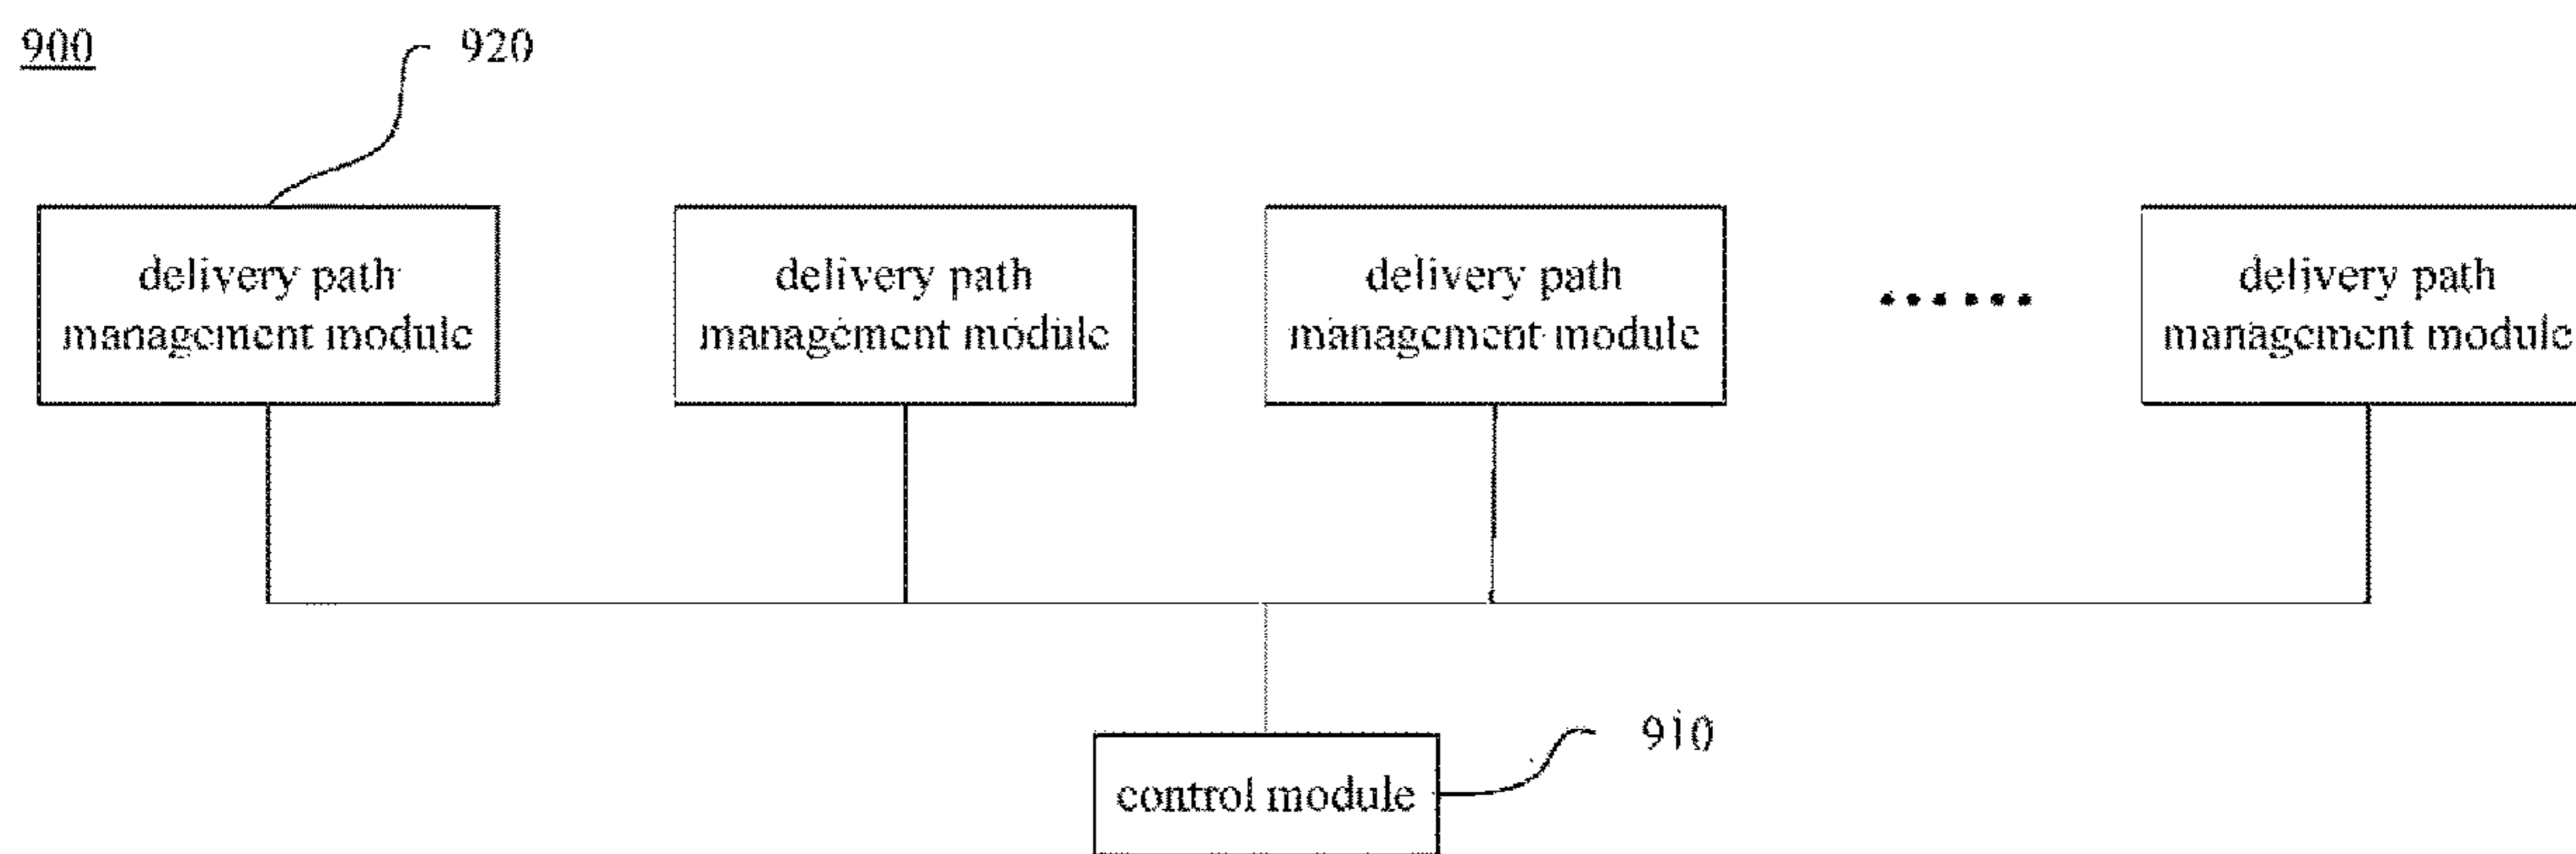 900
920
delivery path
management module
delivery path
management module
delivery path
management module
......
delivery path
management module
910
control module